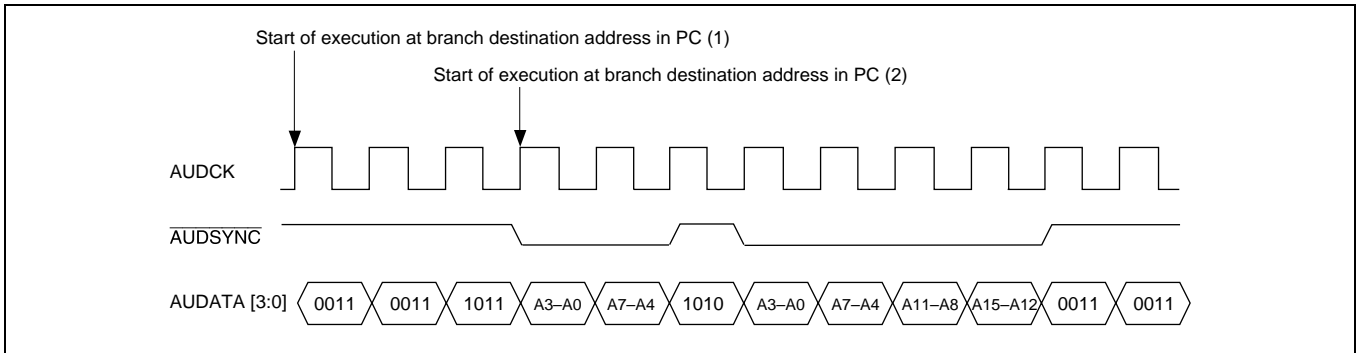 Start of execution at branch destination address in PC (1)
Start of execution at branch destination address in PC (2)
AUDCK
AUDSYNC
AUDATA [3:0] 0011 0011 1011 A3–A0 A7–A4 1010 A3–A0 A7–A4 A11–A8 A15–A12 0011 0011